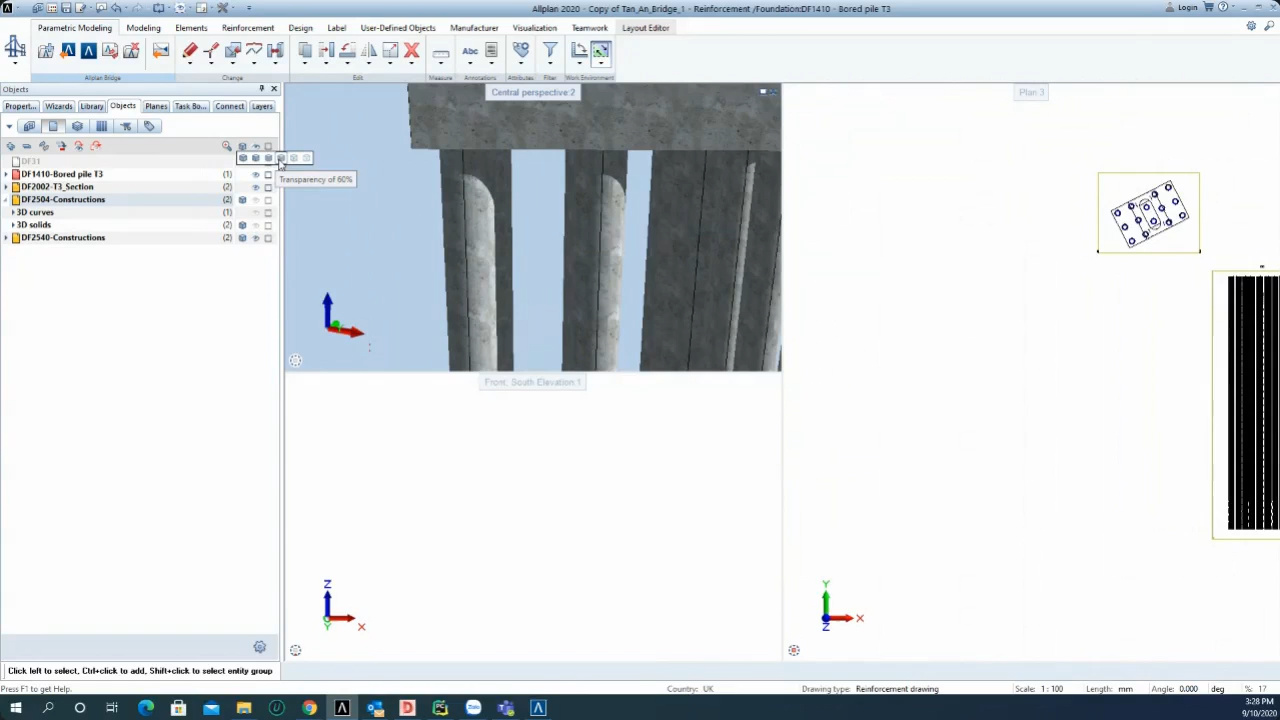 Allplan 2020 - Copy of Tan_An_Bridge_1 - Reinforcement /Foundation:DF1410 - Bored pile T3
Login
Parametric Modeling Modeling Elements Reinforcement Design Label User-Defined Objects Manufacturer Visualization Teamwork Layout Editor
Abc
Allplan Bridge Change Edit Measure Annotations Attributes Filter Work Environment
Objects
Propert... Wizards Library Objects Planes Task Bo... Connect Layers
DF31
DF1410-Bored pile T3 (1)
DF2002-T3_Section (2)
DF2504-Constructions (2)
3D curves (1)
3D solids (2)
DF2540-Constructions (2)
Transparency of 60%
Central perspective:2
Plan 3
Front, South Elevation:1
Z
Y
X
Y
Z
X
Click left to select, Ctrl+click to add, Shift+click to select entity group
Press F1 to get Help.
Country: UK
Drawing type: Reinforcement drawing
Scale: 1 : 100
Length: mm
Angle: 0.000 deg
%: 17
3:28 PM
9/10/2020